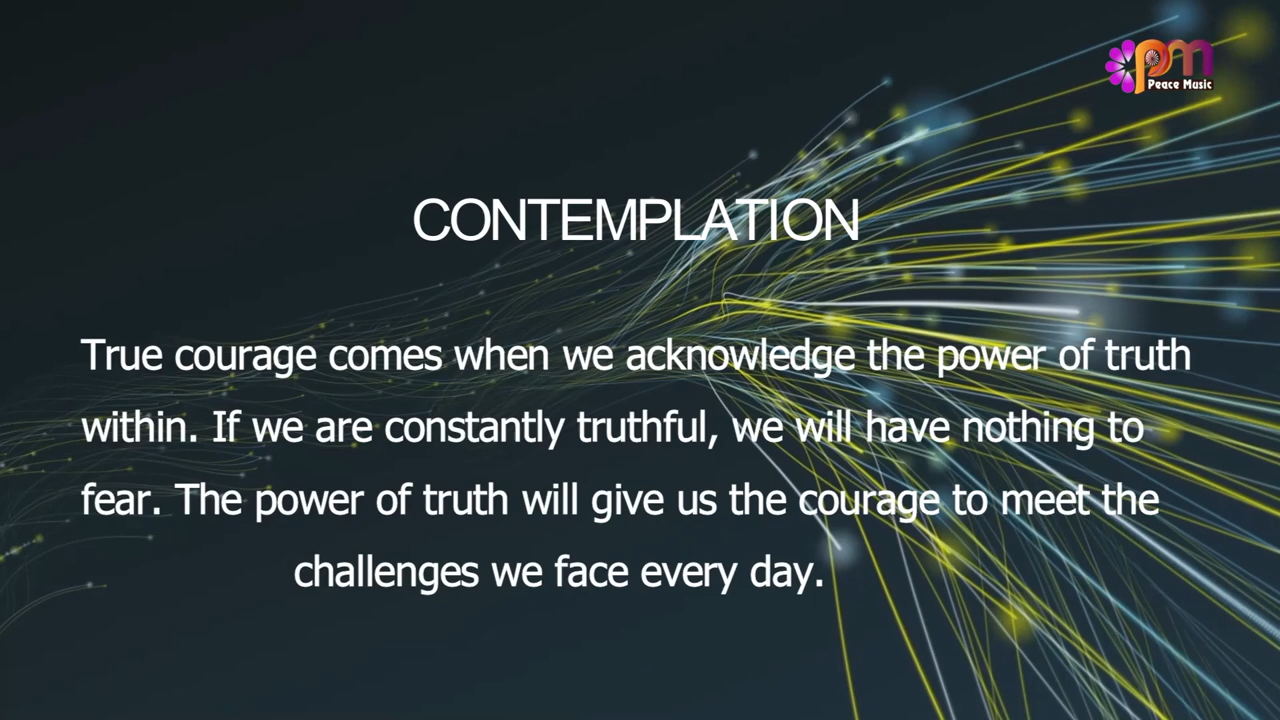 pm
Peace Music
CONTEMPLATION
True courage comes when we acknowledge the power of truth
within. If we are constantly truthful, we will have nothing to
fear. The power of truth will give us the courage to meet the
challenges we face every day.